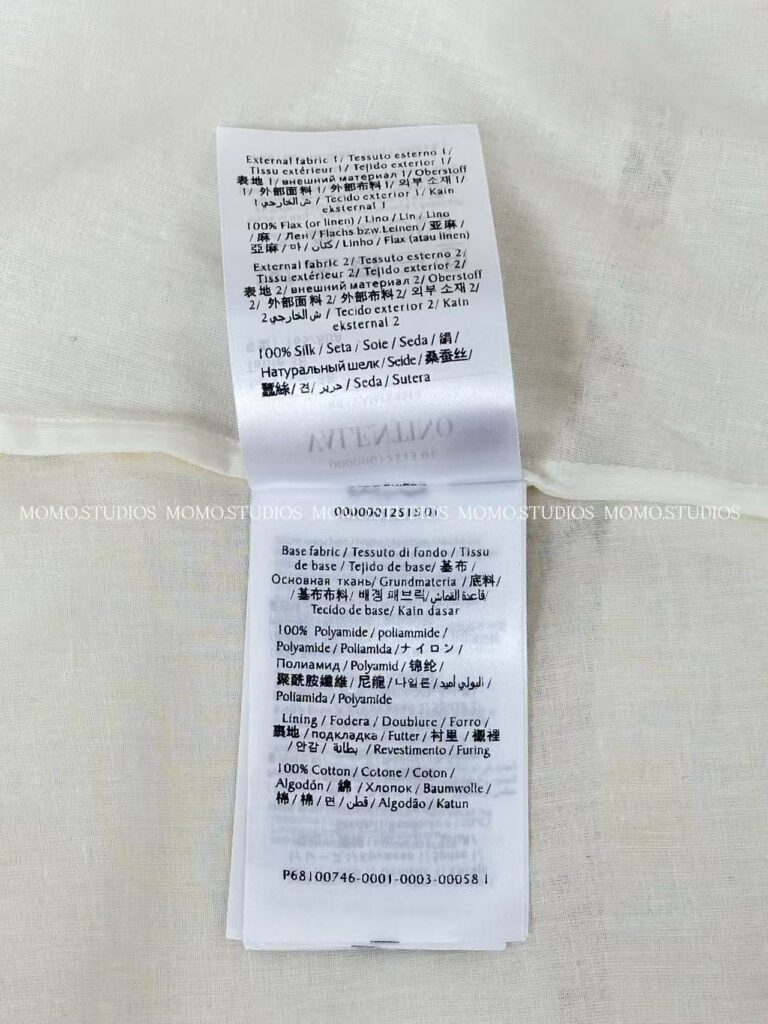 External fabric 1/ Tessuto esterno 1/
Tissu extérieur 1/ Tejido exterior 1/
表地 1/ внешний материал 1/ Oberstoff
1/ 外部面料 1/ 外部布料 1/ 외부 소재 1/
قماش الخارجي 1 / Tecido exterior 1/ Kain
eksternal 1
100% Flax (or linen) / Lino / Lin / Lino
/ 麻 / Лен / Flachs bzw.Leinen / 亚麻/
亞麻/ 마 / كتان / Linho / Flax (atau linen)
External fabric 2/ Tessuto esterno 2/
Tissu extérieur 2/ Tejido exterior 2/
表地 2/ внешний материал 2/ Oberstoff
2/ 外部面料 2/ 外部布料 2/ 외부 소재 2/
قماش الخارجي 2 / Tecido exterior 2 / Kain
eksternal 2
100% Silk / Seta / Soie / Seda / 絹/
Натуральный шелк / Seide / 桑蚕丝/
蠶絲/ 견 / حرير / Seda / Sutera
VALENTINO
00000012515 01
00000012515 01
MOMO.STUDIOS MOMO.STUDIOS MOMO.STUDIOS MOMO.STUDIOS MOMO.STUDIOS
Base fabric / Tessuto di fondo / Tissu
de base / Tejido de base/ 基布 /
Основная ткань/ Grundmateria / 底料/
/ 基布布料/ 배경 패브릭/ قاعدة القماش/
Tecido de base/ Kain dasar
100% Polyamide / poliammide /
Polyamide / Poliamida / ナイロン /
Полиамид / Polyamid / 锦纶/
聚酰胺纖維 / 尼龍 / 나일론 / البولي أميد /
Poliamida / Polyamide
Lining / Fodera / Doublure / Forro /
裏地 / подкладка / Futter / 衬里 / 襯裡
/ 안감 / بطانة / Revestimento / Furing
100% Cotton / Cotone / Coton /
Algodón / 綿 / Хлопок / Baumwolle /
棉 / 棉 / 면 / قطن / Algodão / Katun
P68100746-0001-0003-00058 1